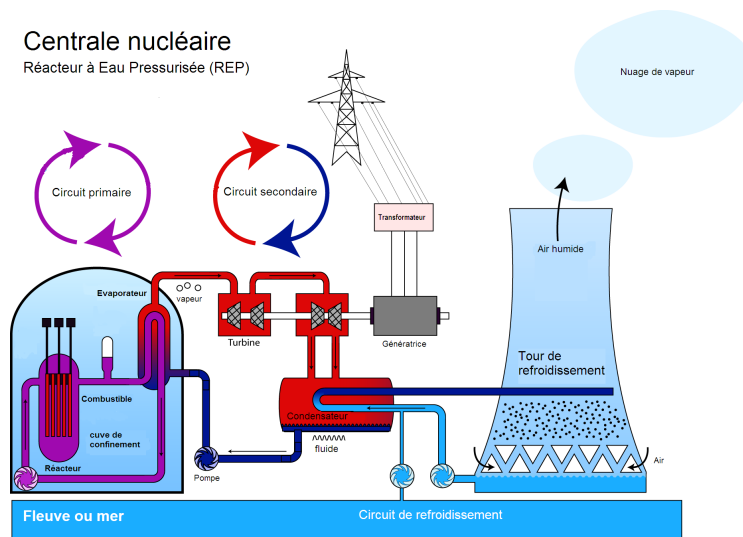 Centrale nucléaire
Réacteur à Eau Pressurisée (REP)
Nuage de vapeur
Circuit primaire
Circuit secondaire
Transformateur
Air humide
Evaporateur
vapeur
Turbine
Génératrice
Tour de
refroidissement
Combustible
Condensateur
cuve de
confinement
fluide
Réacteur
Pompe
Air
Fleuve ou mer
Circuit de refroidissement